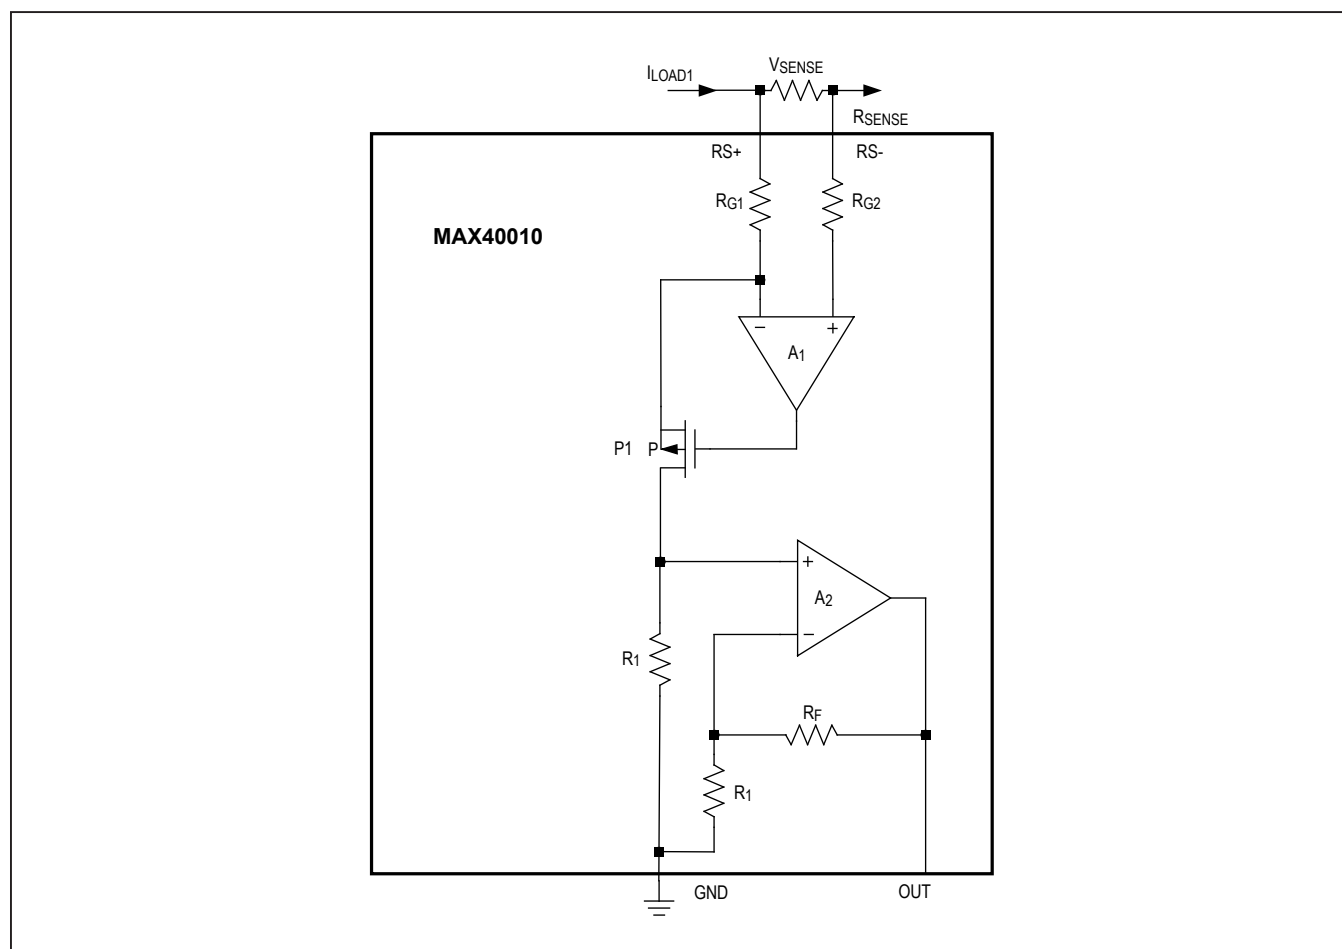 VSENSE
ILOAD1
RSENSE
RS+
RS-
RG1
RG2
MAX40010
− +
A1
P1 P
+
A2
−
R1
RF
R1
GND
OUT